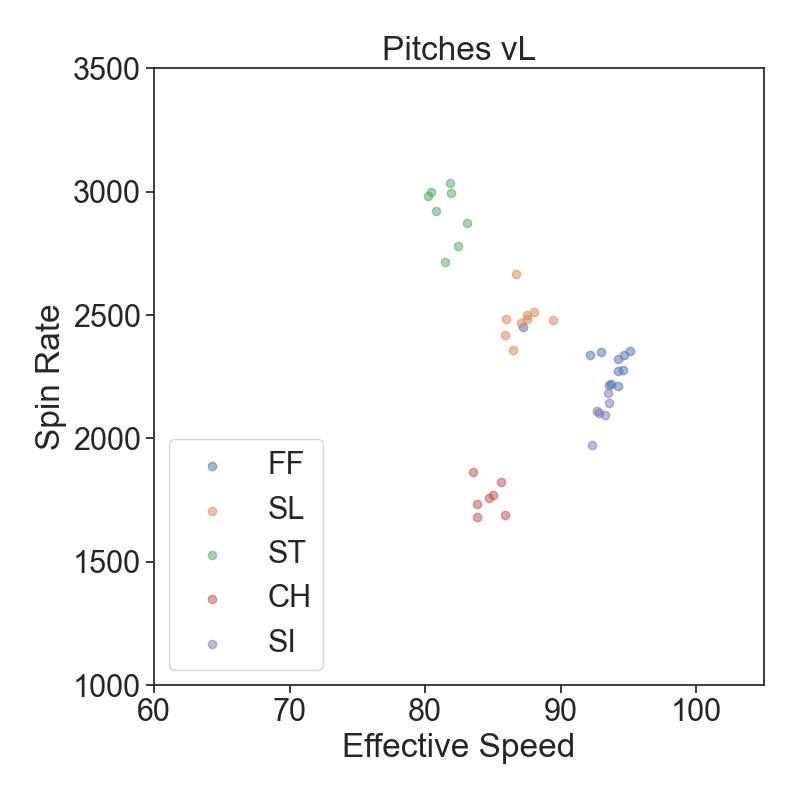 Pitches vL
3500
3000
2500
2000
1500
1000
Spin Rate
FF
SL
ST
CH
SI
60 70 80 90 100
Effective Speed